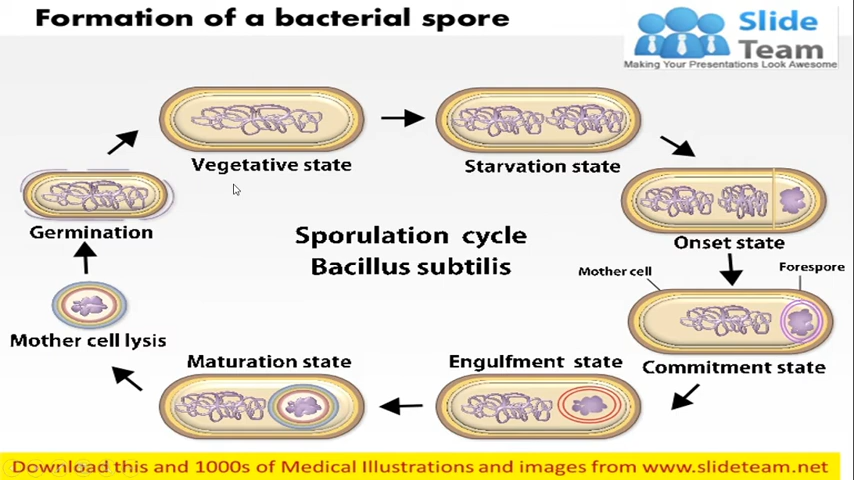 Formation of a bacterial spore
Slide
Team
Making Your Presentations Look Awesome
Vegetative state
Starvation state
Germination
Sporulation cycle
Bacillus subtilis
Onset state
Mother cell
Forespore
Mother cell lysis
Maturation state
Engulfment state
Commitment state
Download this and 1000s of Medical Illustrations and images from www.slideteam.net